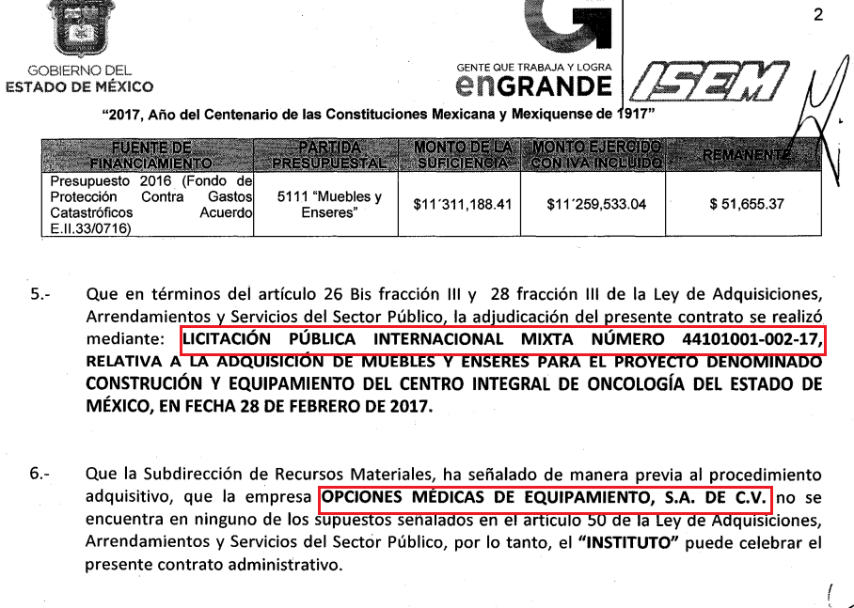 2
GOBIERNO DEL
ESTADO DE MÉXICO
GENTE QUE TRABAJA Y LOGRA
enGRANDE
ISEM
“2017, Año del Centenario de las Constituciones Mexicana y Mexiquense de 1917”
FUENTE DE FINANCIAMIENTO
PARTIDA PRESUPUESTAL
MONTO DE LA SUFICIENCIA
MONTO EJERCIDO CON IVA INCLUIDO
REMANENTE
Presupuesto 2016 (Fondo de
Protección Contra Gastos
Catastróficos Acuerdo
E.II.33/0716)
5111 “Muebles y
Enseres”
$11´311,188.41
$11´259,533.04
$ 51,655.37
5.- Que en términos del artículo 26 Bis fracción III y 28 fracción III de la Ley de Adquisiciones,
Arrendamientos y Servicios del Sector Público, la adjudicación del presente contrato se realizó
mediante: LICITACIÓN PÚBLICA INTERNACIONAL MIXTA NÚMERO 44101001-002-17,
RELATIVA A LA ADQUISICIÓN DE MUEBLES Y ENSERES PARA EL PROYECTO DENOMINADO
CONSTRUCIÓN Y EQUIPAMIENTO DEL CENTRO INTEGRAL DE ONCOLOGÍA DEL ESTADO DE
MÉXICO, EN FECHA 28 DE FEBRERO DE 2017.
6.- Que la Subdirección de Recursos Materiales, ha señalado de manera previa al procedimiento
adquisitivo, que la empresa OPCIONES MÉDICAS DE EQUIPAMIENTO, S.A. DE C.V. no se
encuentra en ninguno de los supuestos señalados en el artículo 50 de la Ley de Adquisiciones,
Arrendamientos y Servicios del Sector Público, por lo tanto, el “INSTITUTO” puede celebrar el
presente contrato administrativo.